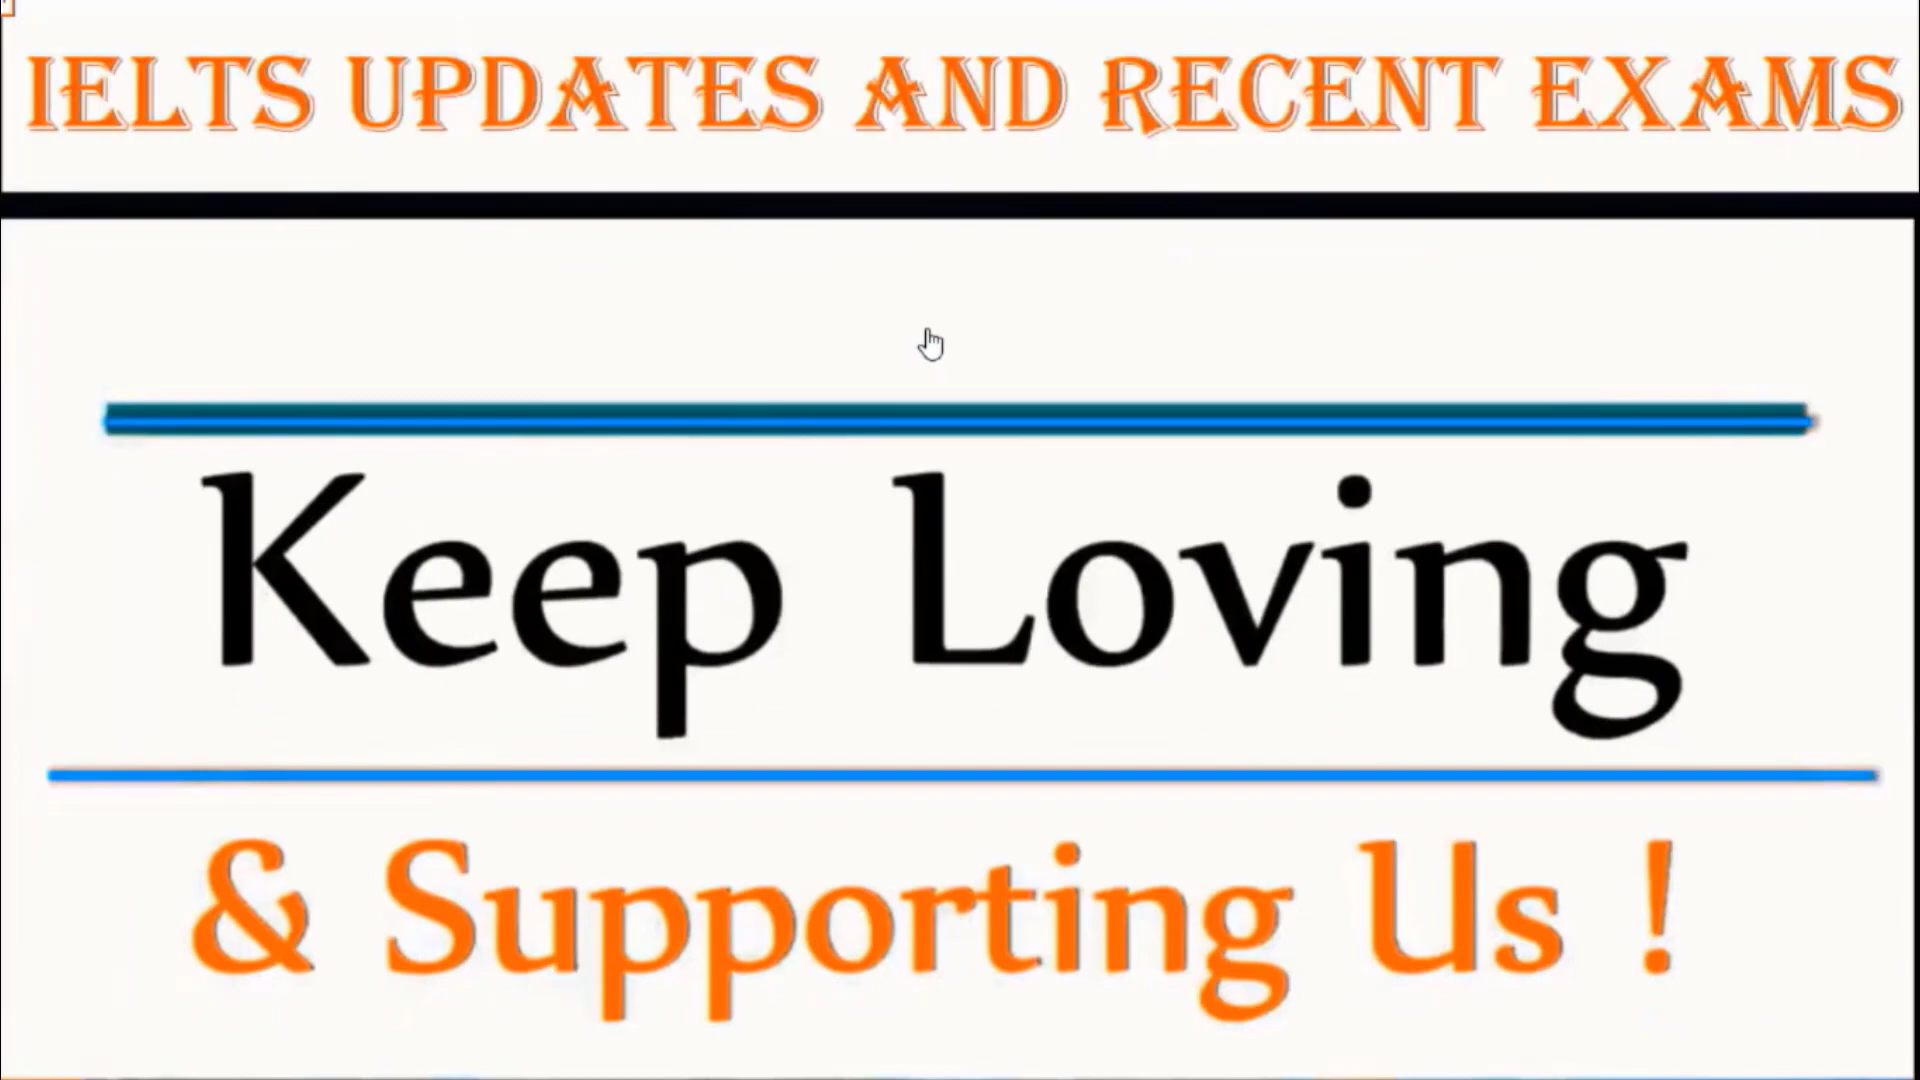 IELTS UPDATES AND RECENT EXAMS
Keep Loving
& Supporting Us !